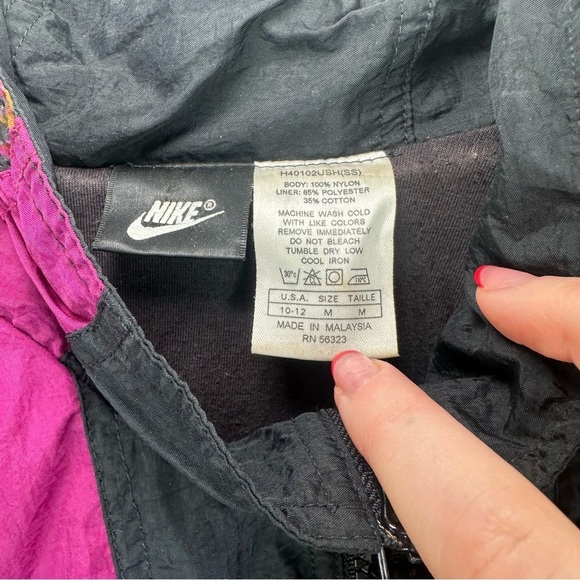 NIKE®
H40102USH(SS)
BODY: 100% NYLON
LINER: 65% POLYESTER
35% COTTON
MACHINE WASH COLD
WITH LIKE COLORS
REMOVE IMMEDIATELY
DO NOT BLEACH
TUMBLE DRY LOW
COOL IRON
30°C 110°C
U.S.A. SIZE TAILLE
10-12 M M
MADE IN MALAYSIA
RN 56323